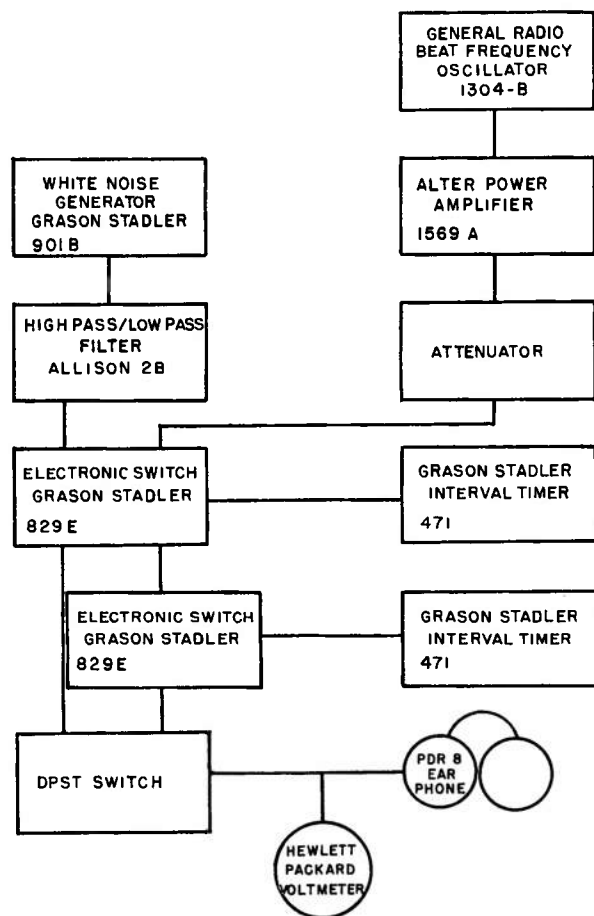 GENERAL RADIO
BEAT FREQUENCY
OSCILLATOR
1304-B
WHITE NOISE
GENERATOR
GRASON STADLER
901B
ALTER POWER
AMPLIFIER
1569 A
HIGH PASS/LOW PASS
FILTER
ALLISON 2B
ATTENUATOR
ELECTRONIC SWITCH
GRASON STADLER
829E
GRASON STADLER
INTERVAL TIMER
471
ELECTRONIC SWITCH
GRASON STADLER
829E
GRASON STADLER
INTERVAL TIMER
471
DPST SWITCH
PDR 8
EAR
PHONE
HEWLETT
PACKARD
VOLTMETER